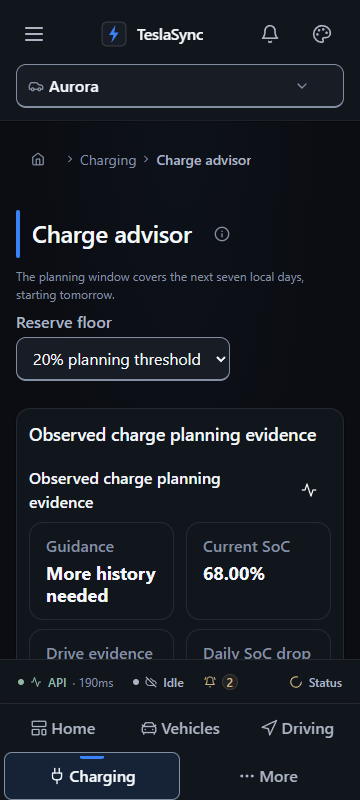 TeslaSync
Aurora
Charging
Charge advisor
Charge advisor
The planning window covers the next seven local days,
starting tomorrow.
Reserve floor
20% planning threshold
Observed charge planning evidence
Observed charge planning
evidence
Guidance
More history
needed
Current SoC
68.00%
Drive evidence
Daily SoC drop
API · 190ms
Idle
2
Status
Home
Vehicles
Driving
Charging
More